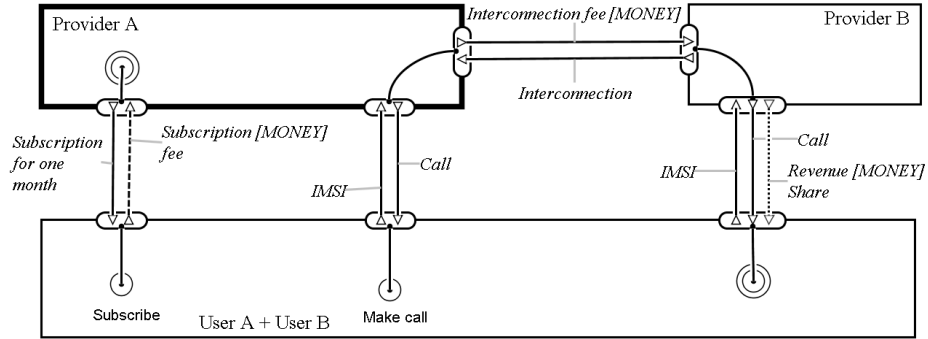 Interconnection fee [MONEY]
Provider A
Provider B
Interconnection
Subscription
for one
month
Subscription [MONEY]
fee
Call
IMSI
Call
IMSI
Revenue [MONEY]
Share
Subscribe
User A + User B
Make call